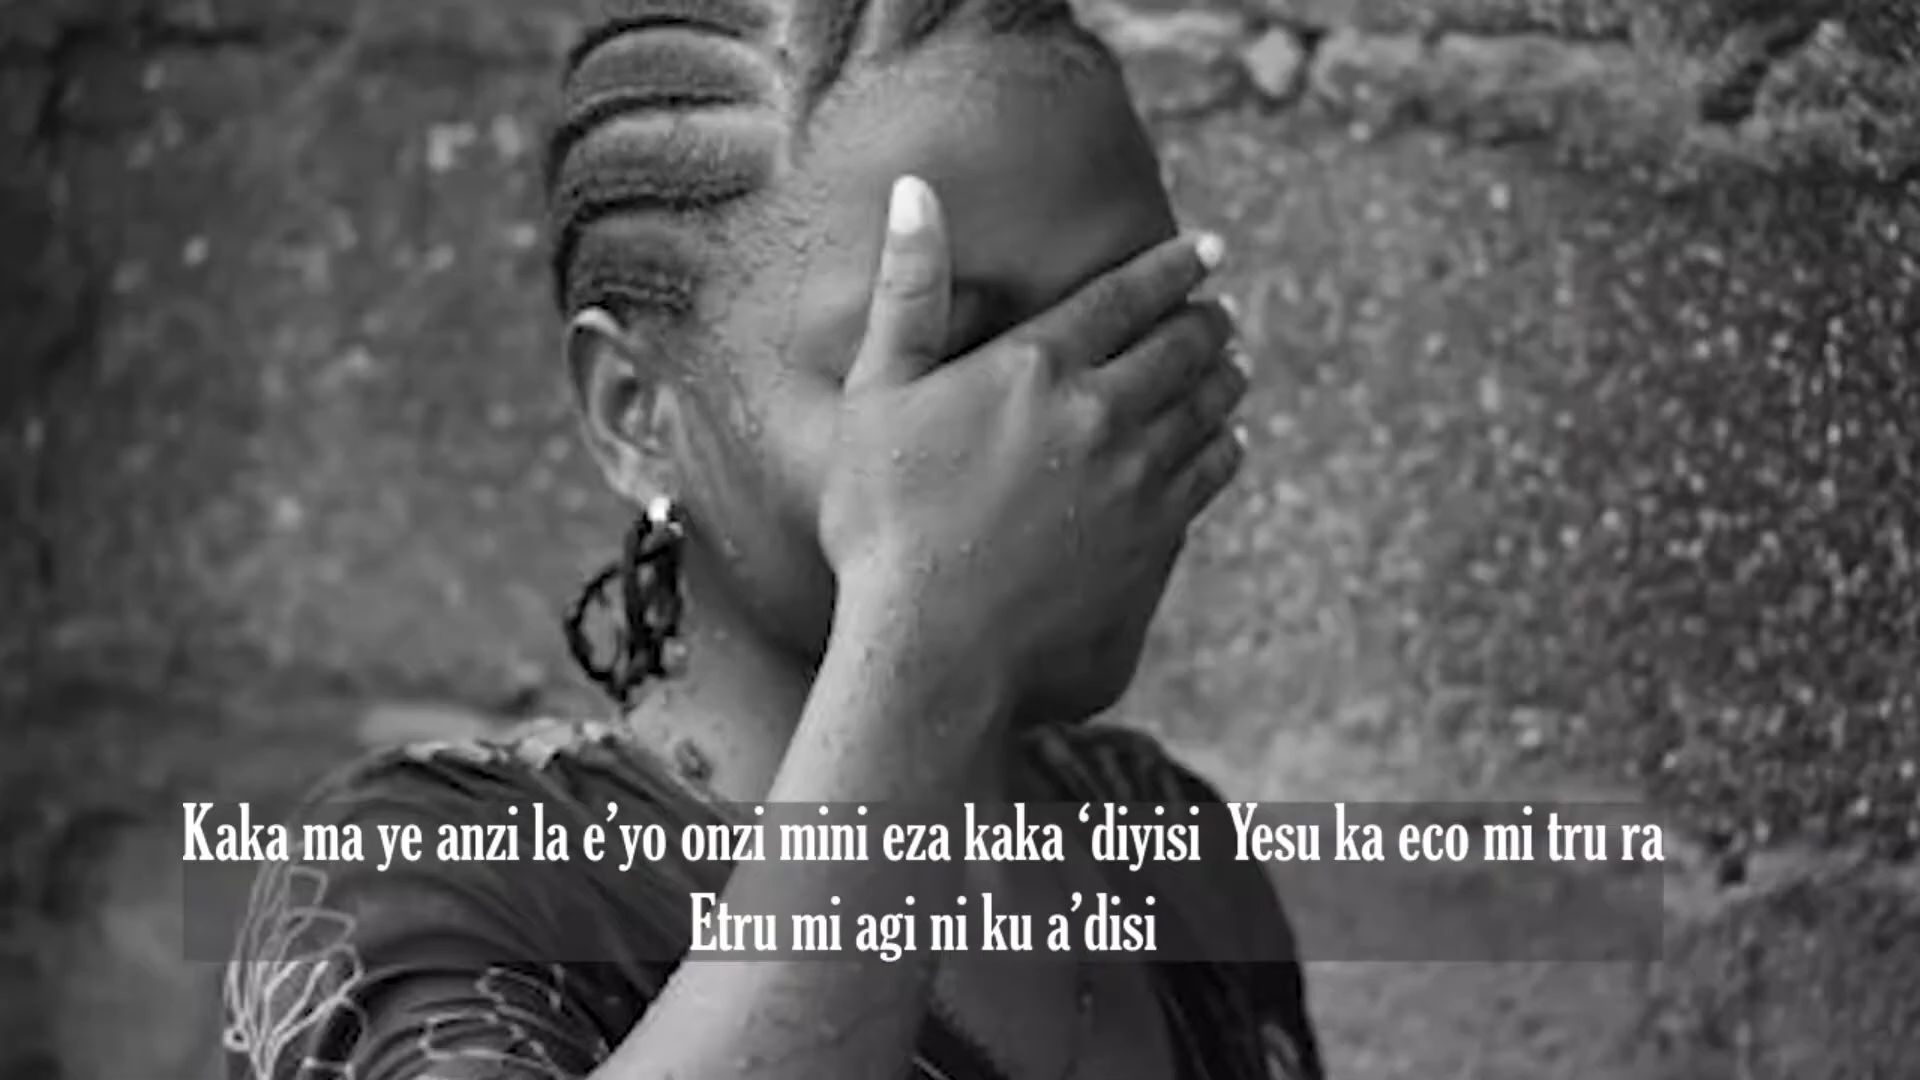 Kaka ma ye anzi la e’yo onzi mini eza kaka ‘diyisi Yesu ka eco mi tru ra
Etru mi agi ni ku a’disi